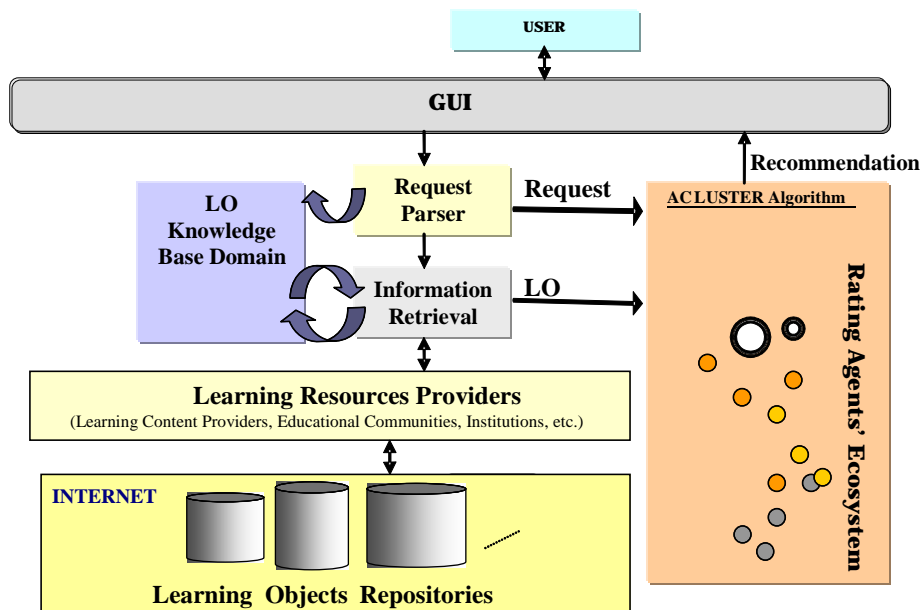 USER
GUI
Recommendation
LO
Knowledge
Base Domain
Request
Parser
Request
ACLUSTER Algorithm
Information
Retrieval
LO
Rating Agents' Ecosystem
Learning Resources Providers
(Learning Content Providers, Educational Communities, Institutions, etc.)
INTERNET
Learning Objects Repositories